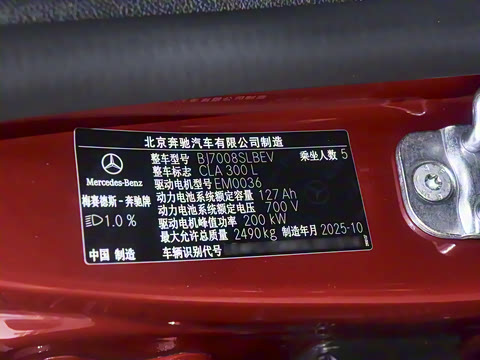 北京奔驰汽车有限公司制造
整车型号 BJ7008SLBEV 乘坐人数 5
整车标志 CLA 300 L
驱动电机型号 EM0036
动力电池系统额定容量 127 Ah
动力电池系统额定电压 700 V
驱动电机峰值功率 200 kW
最大允许总质量 2490kg 制造年月 2025-10
车辆识别代号
Mercedes-Benz
梅赛德斯-奔驰牌
1.0 %
中国 制造